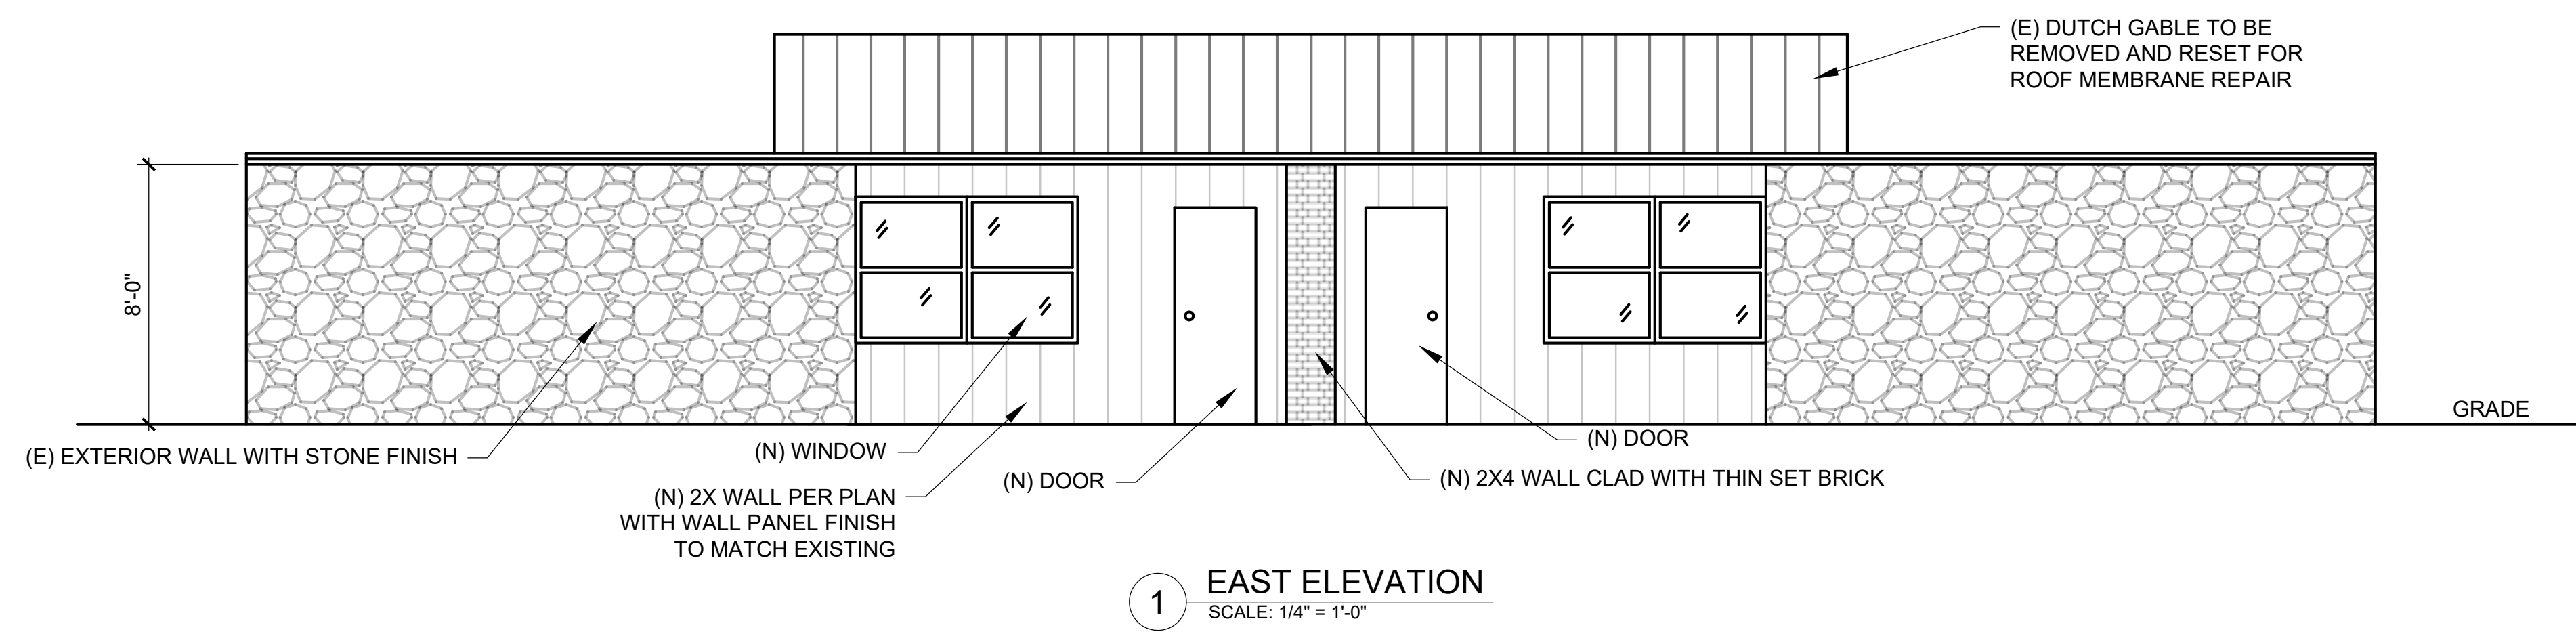 (E) DUTCH GABLE TO BE
REMOVED AND RESET FOR
ROOF MEMBRANE REPAIR
8'-0"
GRADE
(E) EXTERIOR WALL WITH STONE FINISH
(N) WINDOW
(N) 2X WALL PER PLAN
WITH WALL PANEL FINISH
TO MATCH EXISTING
(N) DOOR
(N) DOOR
(N) 2X4 WALL CLAD WITH THIN SET BRICK
1
EAST ELEVATION
SCALE: 1/4" = 1'-0"